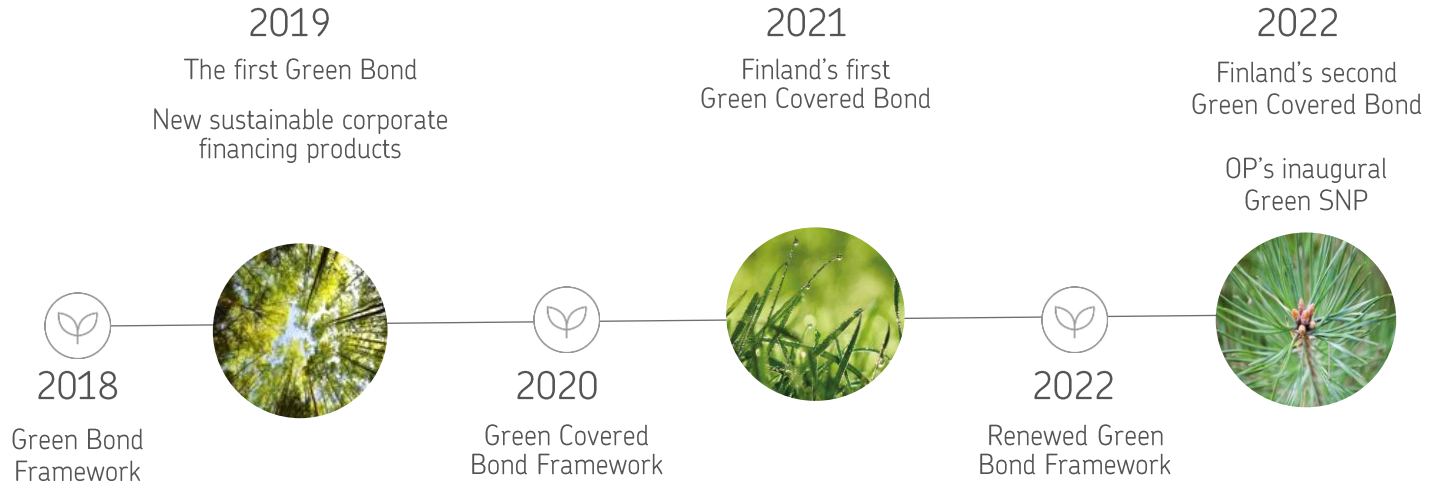 2019
The first Green Bond
New sustainable corporate
financing products
2021
Finland's first
Green Covered Bond
2022
Finland's second
Green Covered Bond
OP's inaugural
Green SNP
2018
Green Bond
Framework
2020
Green Covered
Bond Framework
2022
Renewed Green
Bond Framework